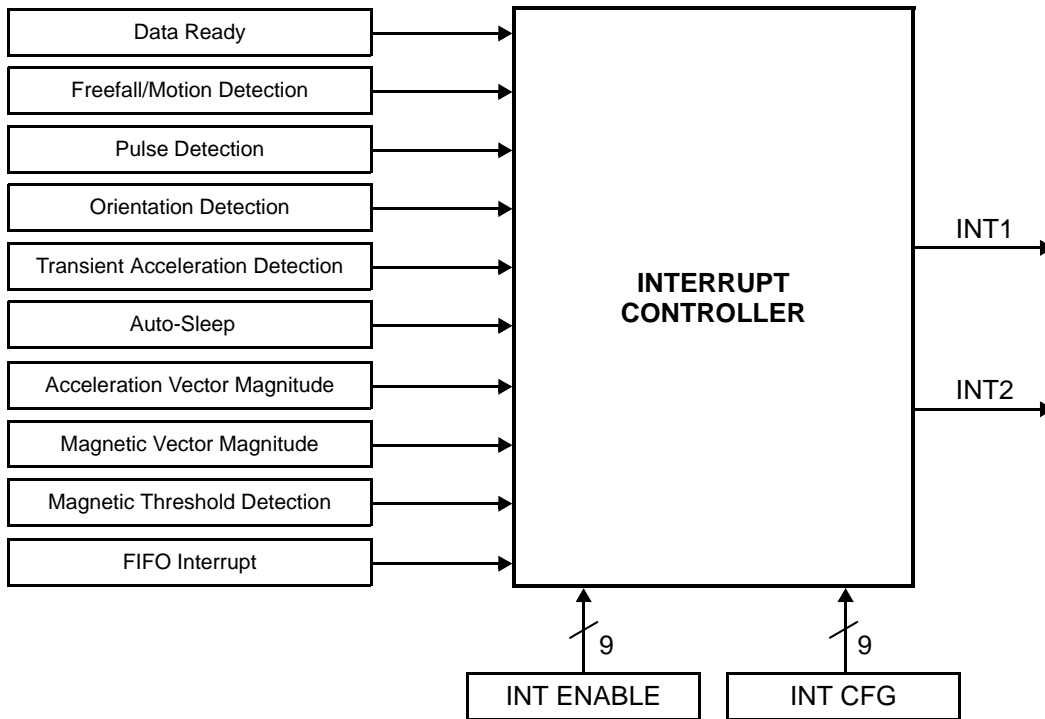 Data Ready
Freefall/Motion Detection
Pulse Detection
Orientation Detection
Transient Acceleration Detection
Auto-Sleep
Acceleration Vector Magnitude
Magnetic Vector Magnitude
Magnetic Threshold Detection
FIFO Interrupt
INTERRUPT
CONTROLLER
INT1
INT2
9
9
INT ENABLE
INT CFG